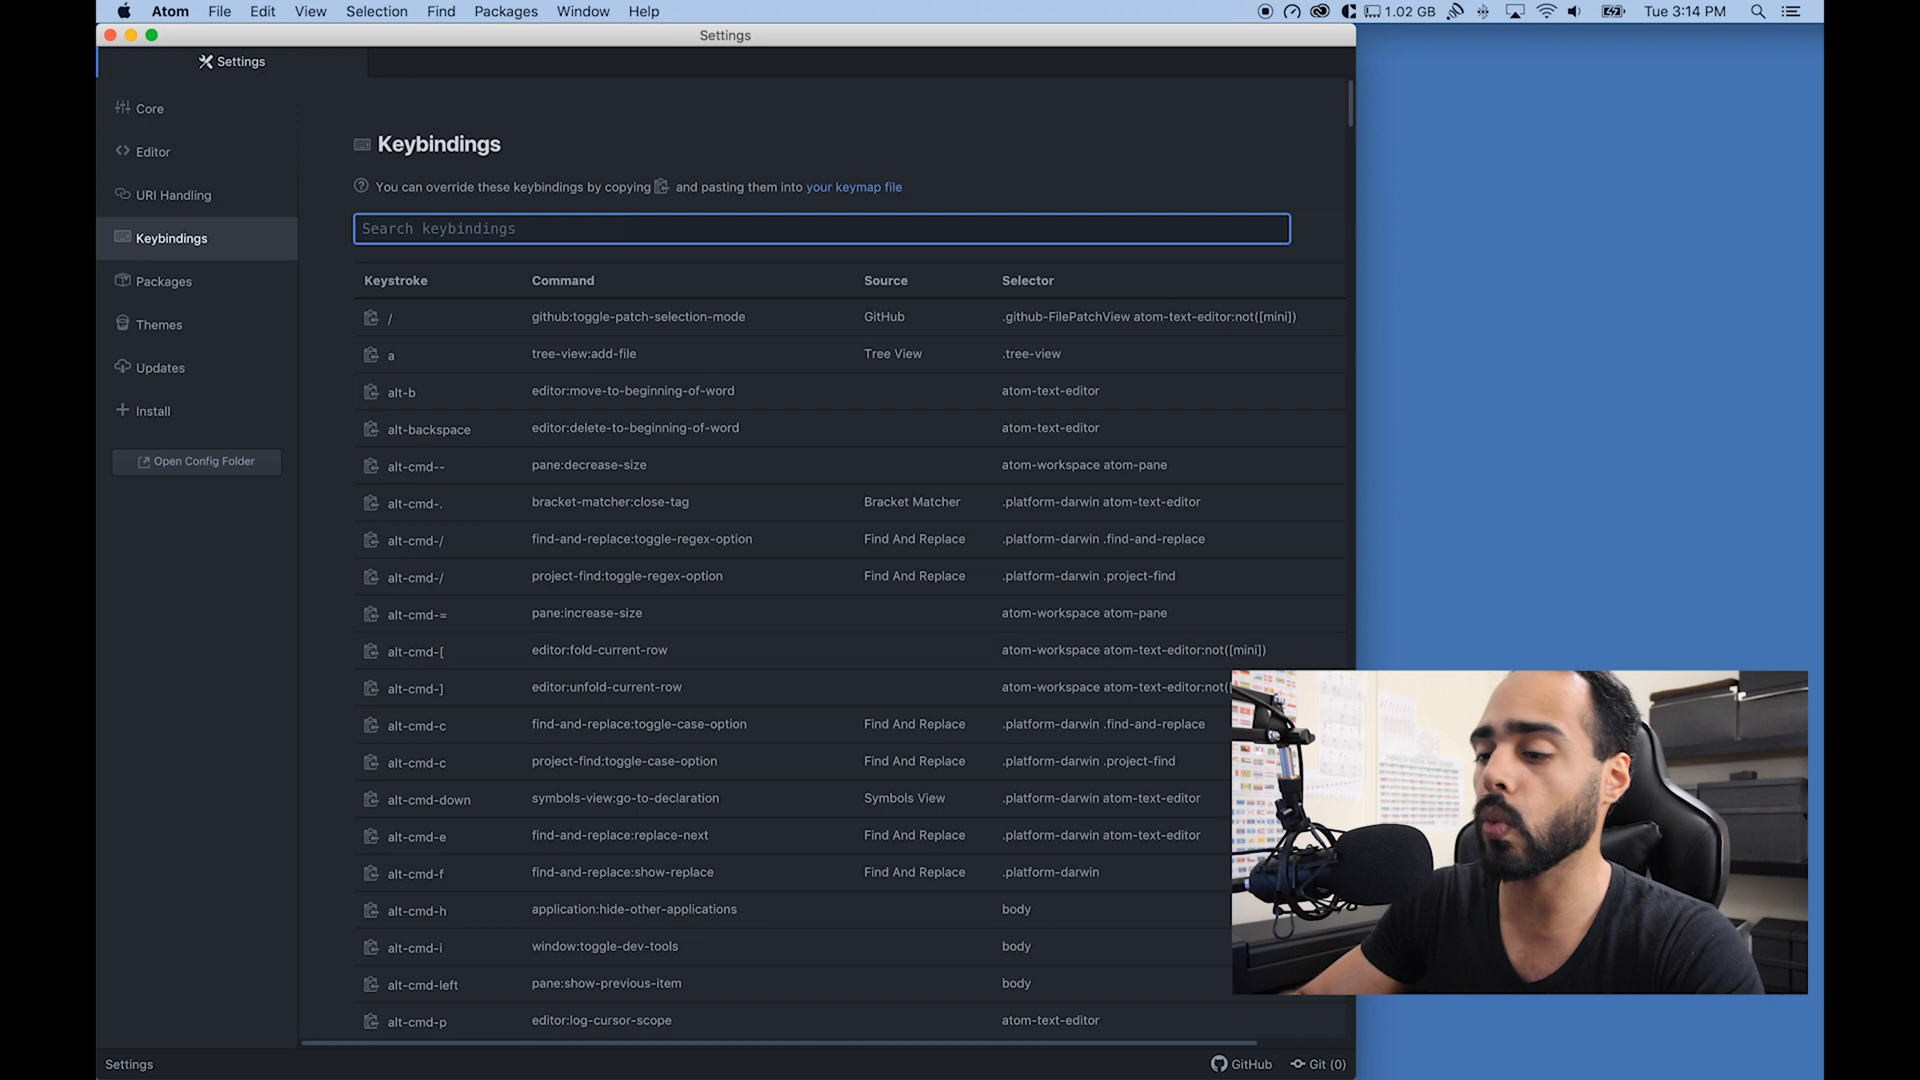 Atom File Edit View Selection Find Packages Window Help 1.02 GB Tue 3:14 PM
Settings
Settings
Core
Editor
URI Handling
Keybindings
Packages
Themes
Updates
Install
Open Config Folder
Keybindings
You can override these keybindings by copying and pasting them into your keymap file
Search keybindings
Keystroke Command Source Selector
/ github:toggle-patch-selection-mode GitHub .github-FilePatchView atom-text-editor:not([mini])
a tree-view:add-file Tree View .tree-view
alt-b editor:move-to-beginning-of-word atom-text-editor
alt-backspace editor:delete-to-beginning-of-word atom-text-editor
alt-cmd-- pane:decrease-size atom-workspace atom-pane
alt-cmd-. bracket-matcher:close-tag Bracket Matcher .platform-darwin atom-text-editor
alt-cmd-/ find-and-replace:toggle-regex-option Find And Replace .platform-darwin .find-and-replace
alt-cmd-/ project-find:toggle-regex-option Find And Replace .platform-darwin .project-find
alt-cmd-= pane:increase-size atom-workspace atom-pane
alt-cmd-[ editor:fold-current-row atom-workspace atom-text-editor:not([mini])
alt-cmd-] editor:unfold-current-row atom-workspace atom-text-editor:not([
alt-cmd-c find-and-replace:toggle-case-option Find And Replace .platform-darwin .find-and-replace
alt-cmd-c project-find:toggle-case-option Find And Replace .platform-darwin .project-find
alt-cmd-down symbols-view:go-to-declaration Symbols View .platform-darwin atom-text-editor
alt-cmd-e find-and-replace:replace-next Find And Replace .platform-darwin atom-text-editor
alt-cmd-f find-and-replace:show-replace Find And Replace .platform-darwin
alt-cmd-h application:hide-other-applications body
alt-cmd-i window:toggle-dev-tools body
alt-cmd-left pane:show-previous-item body
alt-cmd-p editor:log-cursor-scope atom-text-editor
Settings GitHub Git (0)